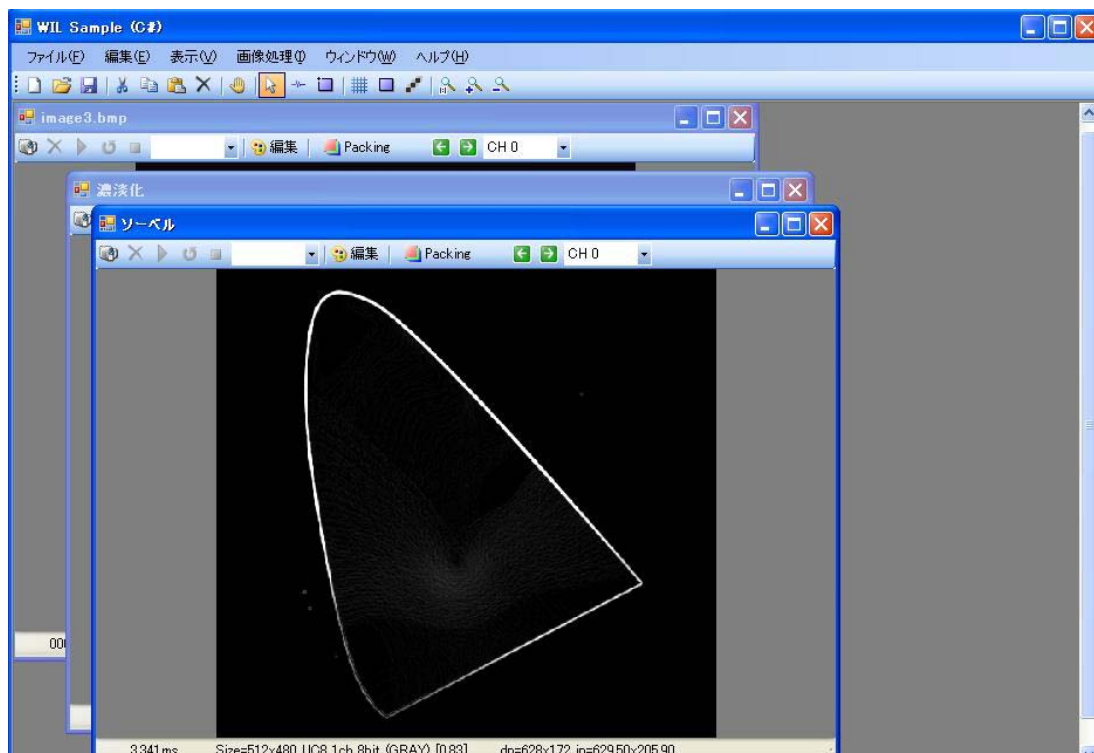 WIL Sample (C#)
ファイル(F) 編集(E) 表示(V) 画像処理(I) ウィンドウ(W) ヘルプ(H)
image3.bmp
編集 Packing CH 0
濃淡化
ソーベル
編集 Packing CH 0
000
3.341ms Size=512x480 UC8 1ch 8bit (GRAY) [0.83] dp=628x172 ip=629.50x205.90